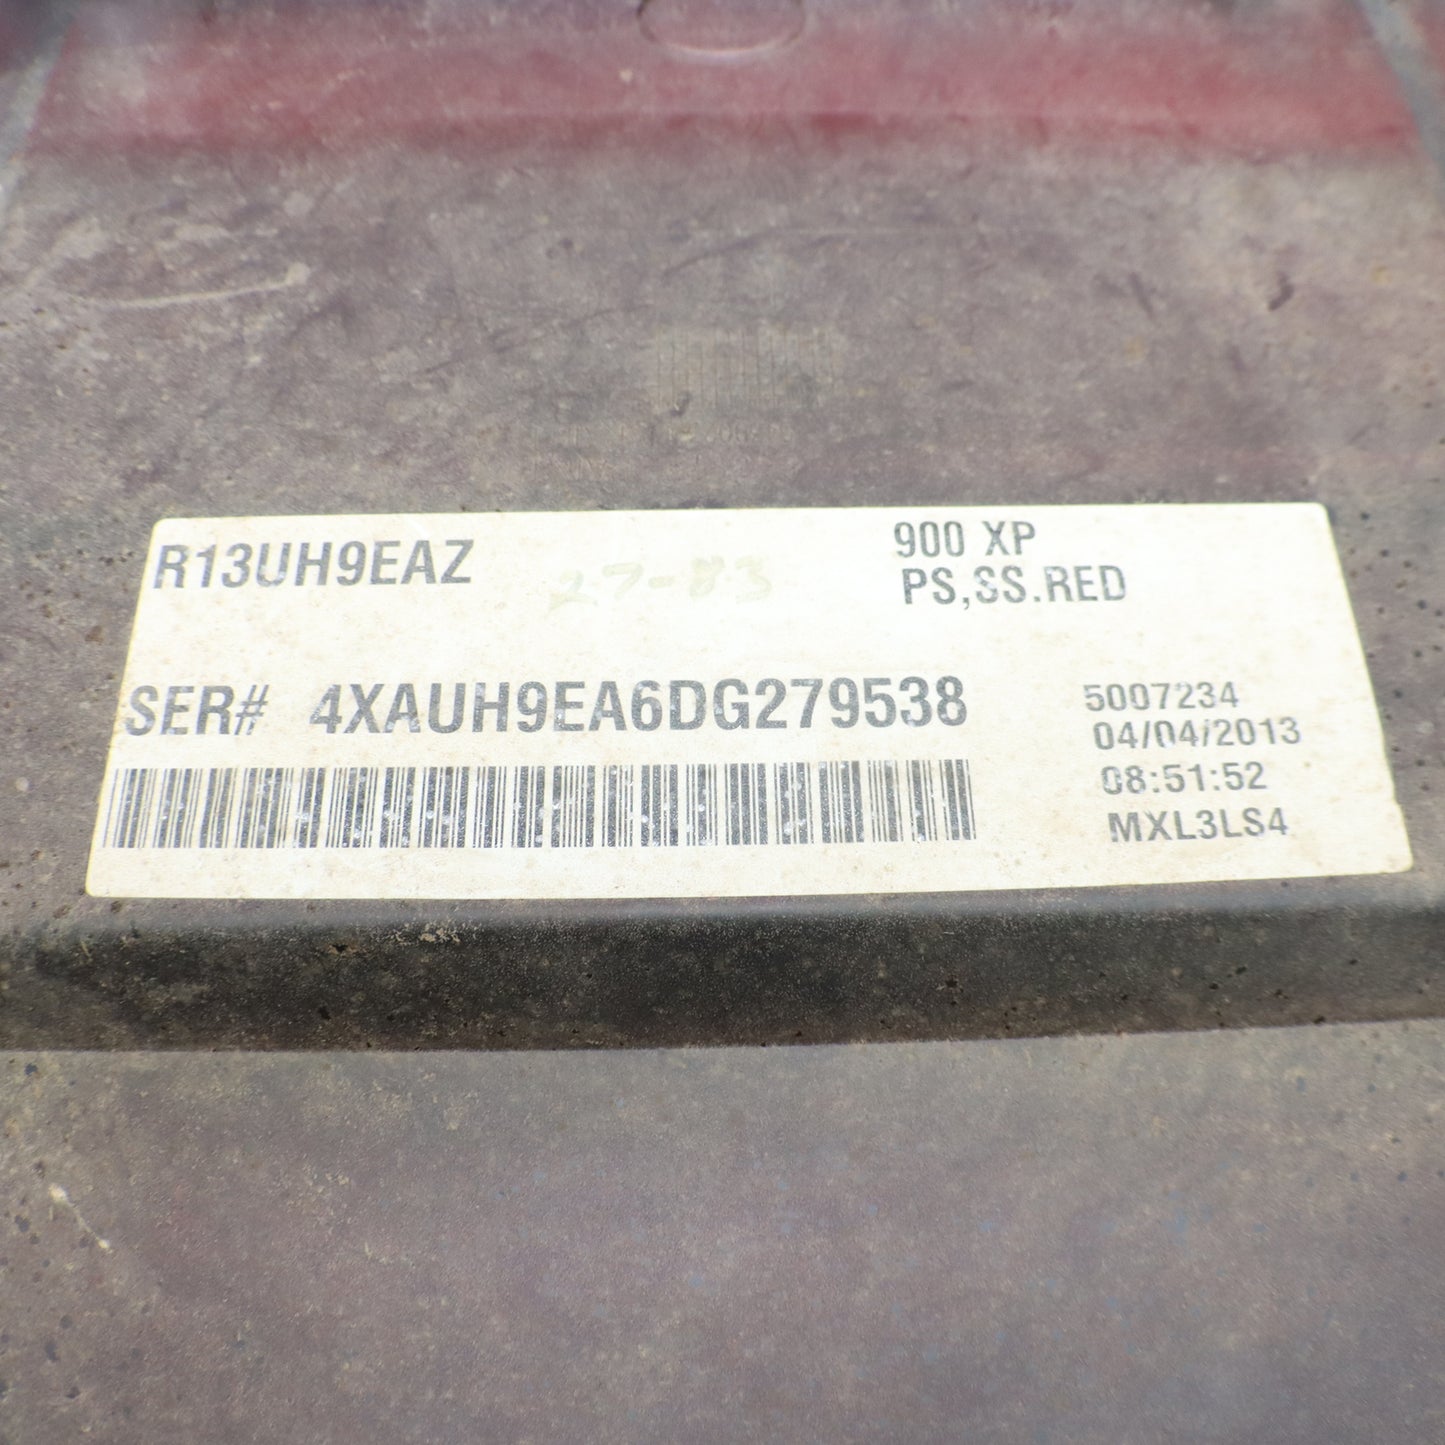 R13UH9EAZ
27-83
900 XP
PS,SS.RED
SER# 4XAUH9EA6DG279538
5007234
04/04/2013
08:51:52
MXL3LS4